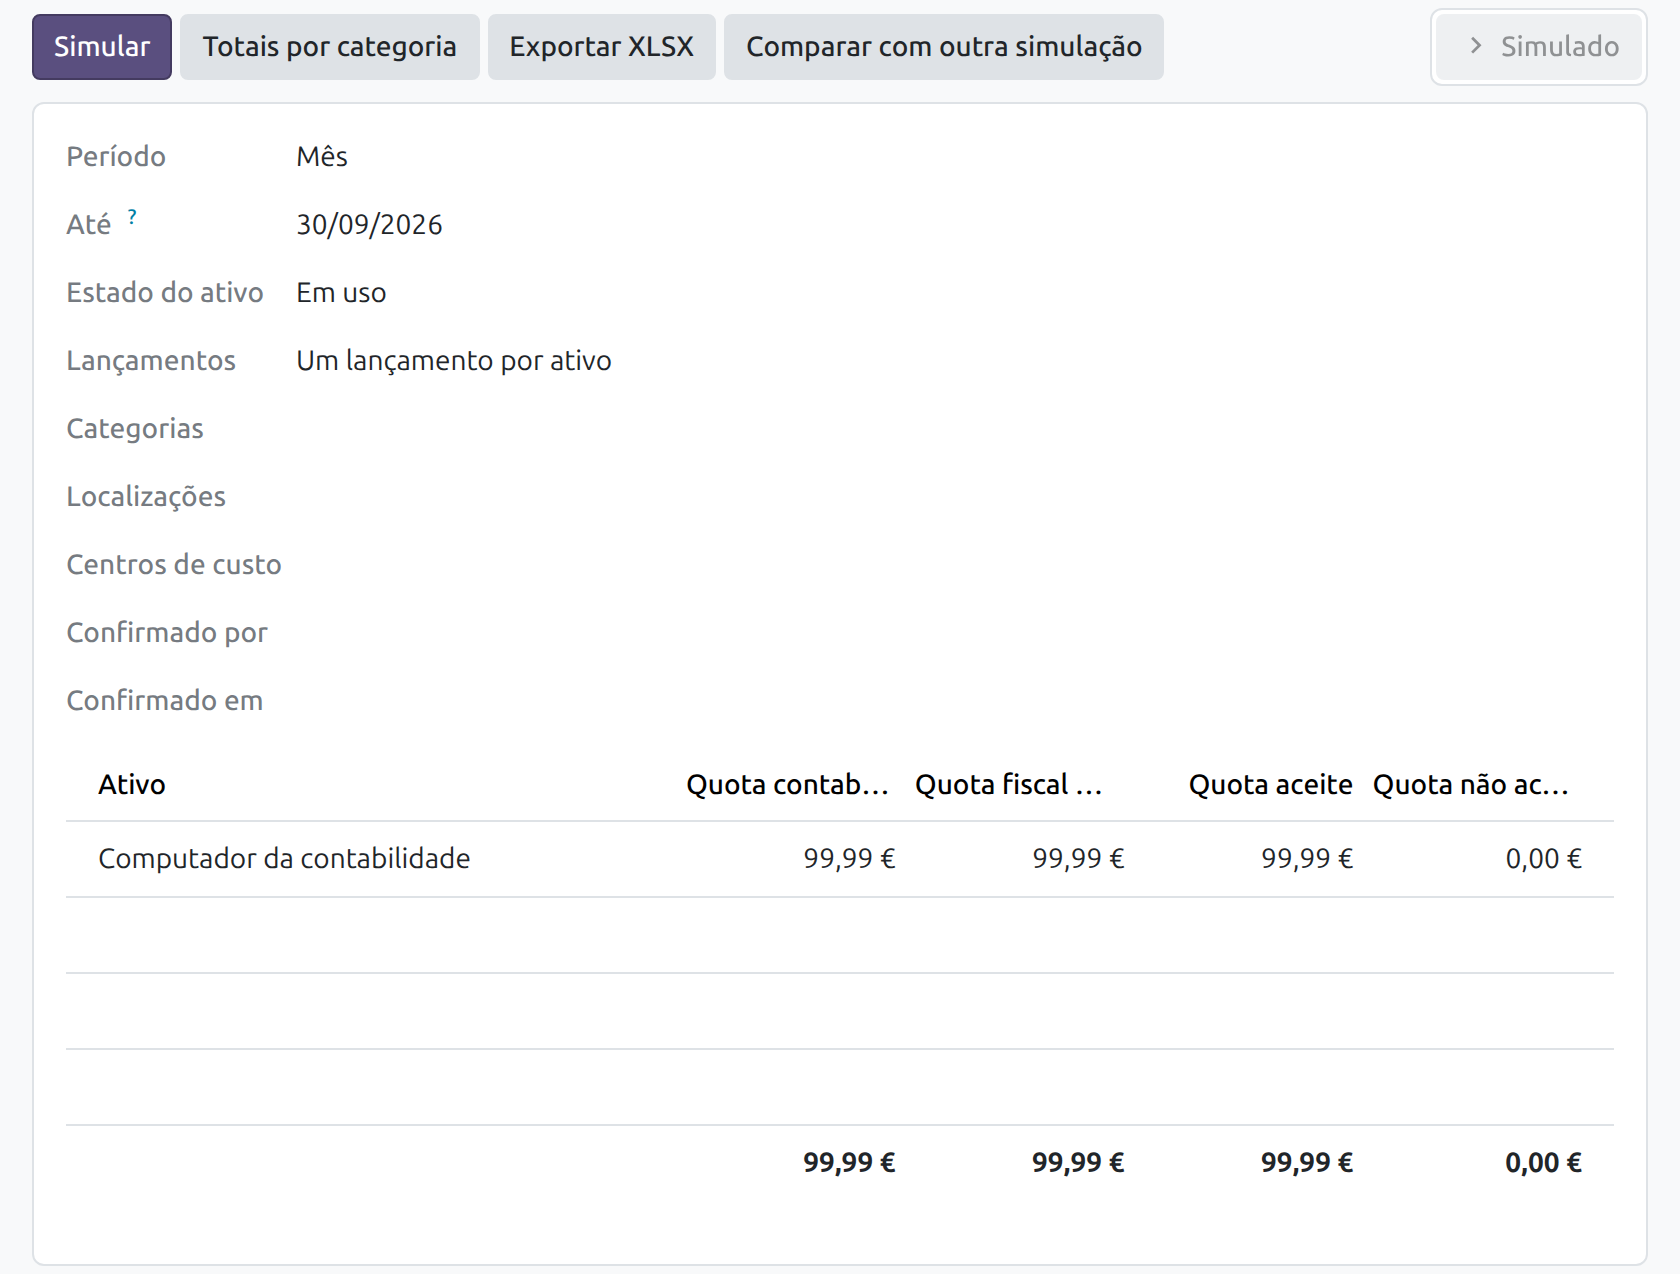 Simular Totais por categoria Exportar XLSX Comparar com outra simulação > Simulado
Período Mês
Até ? 30/09/2026
Estado do ativo Em uso
Lançamentos Um lançamento por ativo
Categorias
Localizações
Centros de custo
Confirmado por
Confirmado em
Ativo Quota contab... Quota fiscal ... Quota aceite Quota não ac...
Computador da contabilidade 99,99 € 99,99 € 99,99 € 0,00 €
99,99 € 99,99 € 99,99 € 0,00 €